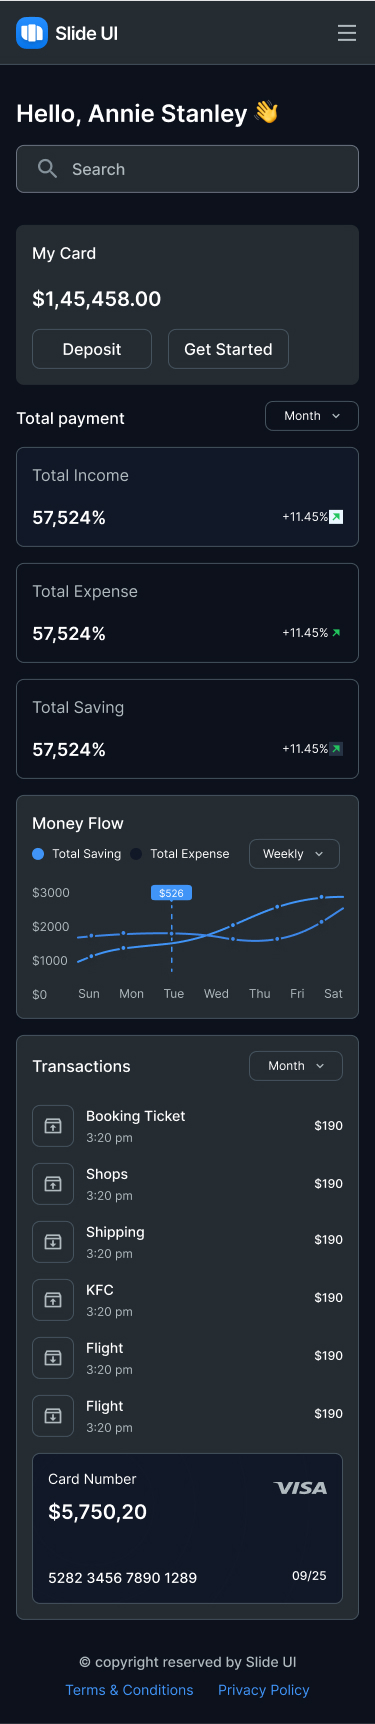 Slide UI
Hello, Annie Stanley 👋
Search
My Card
$1,45,458.00
Deposit Get Started
Total payment Month
Total Income
57,524% +11.45%
Total Expense
57,524% +11.45%
Total Saving
57,524% +11.45%
Money Flow
Total Saving Total Expense Weekly
$3000 $526
$2000
$1000
$0 Sun Mon Tue Wed Thu Fri Sat
Transactions Month
Booking Ticket
3:20 pm $190
Shops
3:20 pm $190
Shipping
3:20 pm $190
KFC
3:20 pm $190
Flight
3:20 pm $190
Flight
3:20 pm $190
Card Number VISA
$5,750,20
5282 3456 7890 1289 09/25
© copyright reserved by Slide UI
Terms & Conditions Privacy Policy